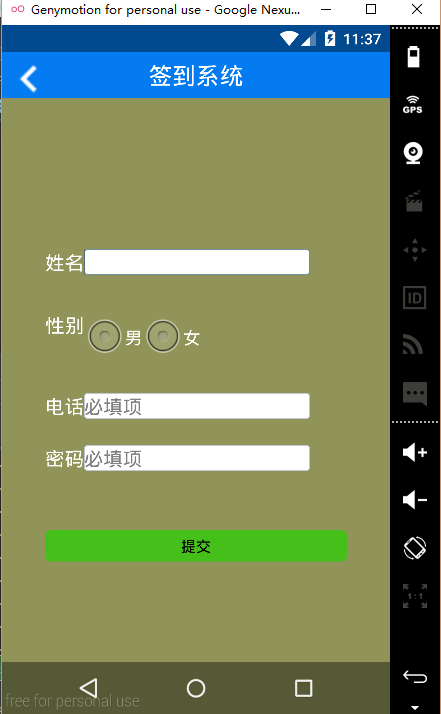 Genymotion for personal use - Google Nexu...
11:37
签到系统
GPS
姓名
性别 男 女
电话 必填项
密码 必填项
提交
ID
1:1
free for personal use